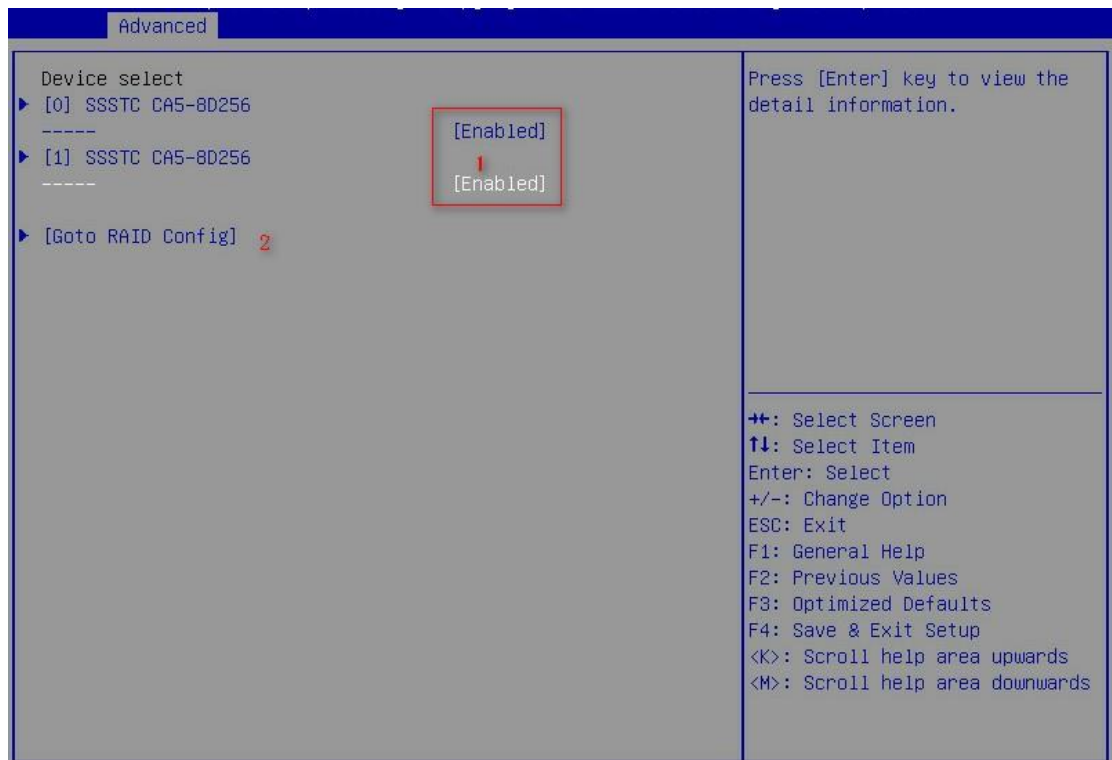 Advanced
Device select
[0] SSSTC CA5-8D256
----- [Enabled]
[1] SSSTC CA5-8D256
1
----- [Enabled]
[Goto RAID Config] 2
Press [Enter] key to view the
detail information.
→←: Select Screen
↑↓: Select Item
Enter: Select
+/-: Change Option
ESC: Exit
F1: General Help
F2: Previous Values
F3: Optimized Defaults
F4: Save & Exit Setup
<K>: Scroll help area upwards
<M>: Scroll help area downwards